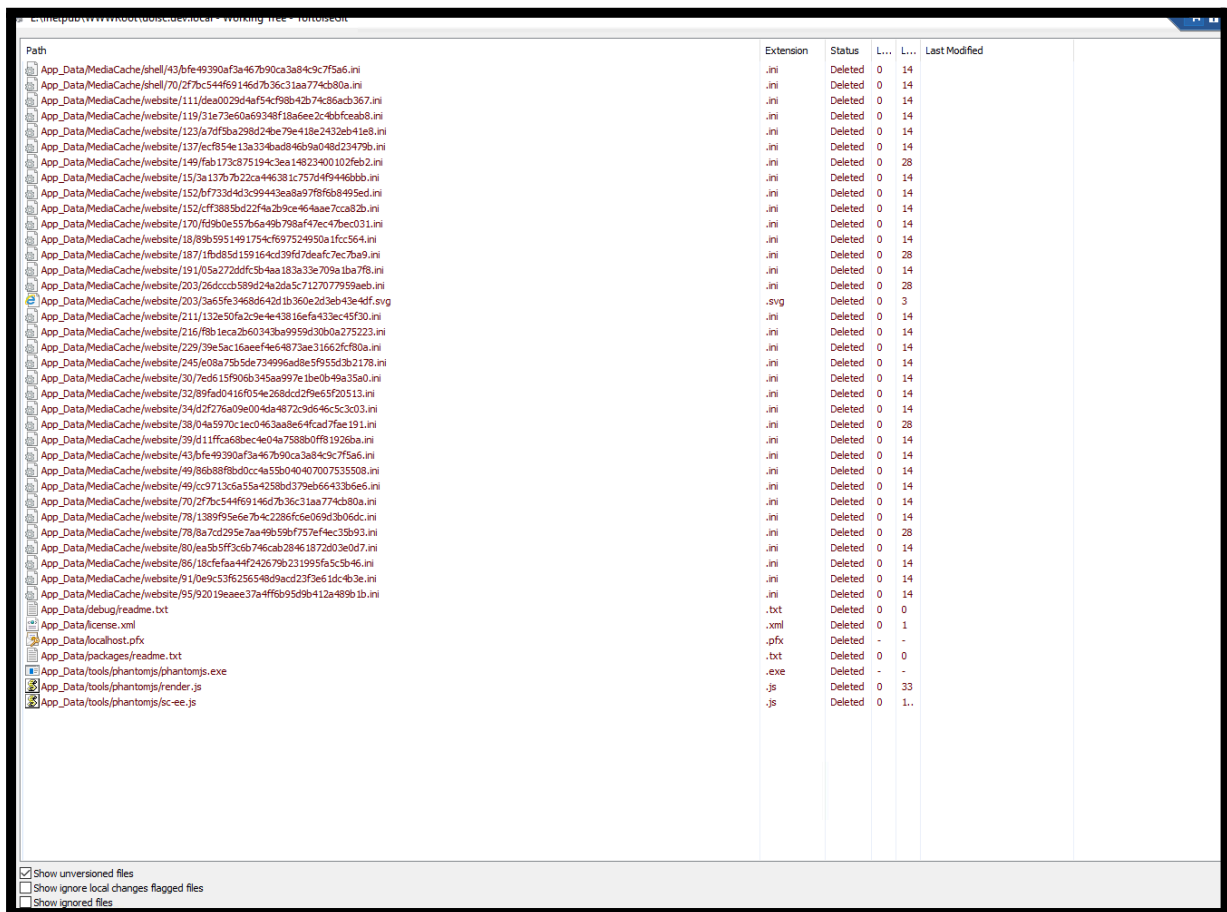 E:\Inetpub\WWWRoot\doisc.dev.local - Working Tree - TortoiseGit
Path Extension Status L... L... Last Modified
App_Data/MediaCache/shell/43/bfe49390af3a467b90ca3a84c9c7f5a6.ini .ini Deleted 0 14
App_Data/MediaCache/shell/70/2f7bc544f69146d7b36c31aa774cb80a.ini .ini Deleted 0 14
App_Data/MediaCache/website/111/dea0029d4af54cf98b42b74c86acb367.ini .ini Deleted 0 14
App_Data/MediaCache/website/119/31e73e60a69348f18a6ee2c4bbfceab8.ini .ini Deleted 0 14
App_Data/MediaCache/website/123/a7df5ba298d24be79e418e2432eb41e8.ini .ini Deleted 0 14
App_Data/MediaCache/website/137/ecf854e13a334bad846b9a048d23479b.ini .ini Deleted 0 14
App_Data/MediaCache/website/149/fab173c875194c3ea14823400102feb2.ini .ini Deleted 0 28
App_Data/MediaCache/website/15/3a137b7b22ca446381c757d4f9446bbb.ini .ini Deleted 0 14
App_Data/MediaCache/website/152/bf733d4d3c99443ea8a97f8f6b8495ed.ini .ini Deleted 0 14
App_Data/MediaCache/website/152/cff3885bd22f4a2b9ce464aae7cca82b.ini .ini Deleted 0 14
App_Data/MediaCache/website/170/fd9b0e557b6a49b798af47ec47bec031.ini .ini Deleted 0 14
App_Data/MediaCache/website/18/89b5951491754cf697524950a1fcc564.ini .ini Deleted 0 14
App_Data/MediaCache/website/187/1fbd85d159164cd39fd7deafc7ec7ba9.ini .ini Deleted 0 28
App_Data/MediaCache/website/191/05a272ddfc5b4aa183a33e709a1ba7f8.ini .ini Deleted 0 14
App_Data/MediaCache/website/203/26dcccb589d24a2da5c7127077959aeb.ini .ini Deleted 0 28
App_Data/MediaCache/website/203/3a65fe3468d642d1b360e2d3eb43e4df.svg .svg Deleted 0 3
App_Data/MediaCache/website/211/132e50fa2c9e4e43816efa433ec45f30.ini .ini Deleted 0 14
App_Data/MediaCache/website/216/f8b1eca2b60343ba9959d30b0a275223.ini .ini Deleted 0 14
App_Data/MediaCache/website/229/39e5ac16aeef4e64873ae31662fcf80a.ini .ini Deleted 0 14
App_Data/MediaCache/website/245/e08a75b5de734996ad8e5f955d3b2178.ini .ini Deleted 0 14
App_Data/MediaCache/website/30/7ed615f906b345aa997e1be0b49a35a0.ini .ini Deleted 0 14
App_Data/MediaCache/website/32/89fad0416f054e268dcd2f9e65f20513.ini .ini Deleted 0 14
App_Data/MediaCache/website/34/d2f276a09e004da4872c9d646c5c3c03.ini .ini Deleted 0 14
App_Data/MediaCache/website/38/04a5970c1ec0463aa8e64fcad7fae191.ini .ini Deleted 0 28
App_Data/MediaCache/website/39/d11ffca68bec4e04a7588b0ff81926ba.ini .ini Deleted 0 14
App_Data/MediaCache/website/43/bfe49390af3a467b90ca3a84c9c7f5a6.ini .ini Deleted 0 14
App_Data/MediaCache/website/49/86b88f8bd0cc4a55b040407007535508.ini .ini Deleted 0 14
App_Data/MediaCache/website/49/cc9713c6a55a4258bd379eb66433b6e6.ini .ini Deleted 0 14
App_Data/MediaCache/website/70/2f7bc544f69146d7b36c31aa774cb80a.ini .ini Deleted 0 14
App_Data/MediaCache/website/78/1389f95e6e7b4c2286fc6e069d3b06dc.ini .ini Deleted 0 14
App_Data/MediaCache/website/78/8a7cd295e7aa49b59bf757ef4ec35b93.ini .ini Deleted 0 28
App_Data/MediaCache/website/80/ea5b5ff3c6b746cab28461872d03e0d7.ini .ini Deleted 0 14
App_Data/MediaCache/website/86/18cfefaa44f242679b231995fa5c5b46.ini .ini Deleted 0 14
App_Data/MediaCache/website/91/0e9c53f6256548d9acd23f3e61dc4b3e.ini .ini Deleted 0 14
App_Data/MediaCache/website/95/92019eaee37a4ff6b95d9b412a489b1b.ini .ini Deleted 0 14
App_Data/debug/readme.txt .txt Deleted 0 0
App_Data/license.xml .xml Deleted 0 1
App_Data/localhost.pfx .pfx Deleted - -
App_Data/packages/readme.txt .txt Deleted 0 0
App_Data/tools/phantomjs/phantomjs.exe .exe Deleted - -
App_Data/tools/phantomjs/render.js .js Deleted 0 33
App_Data/tools/phantomjs/sc-ee.js .js Deleted 0 1..
Show unversioned files
Show ignore local changes flagged files
Show ignored files